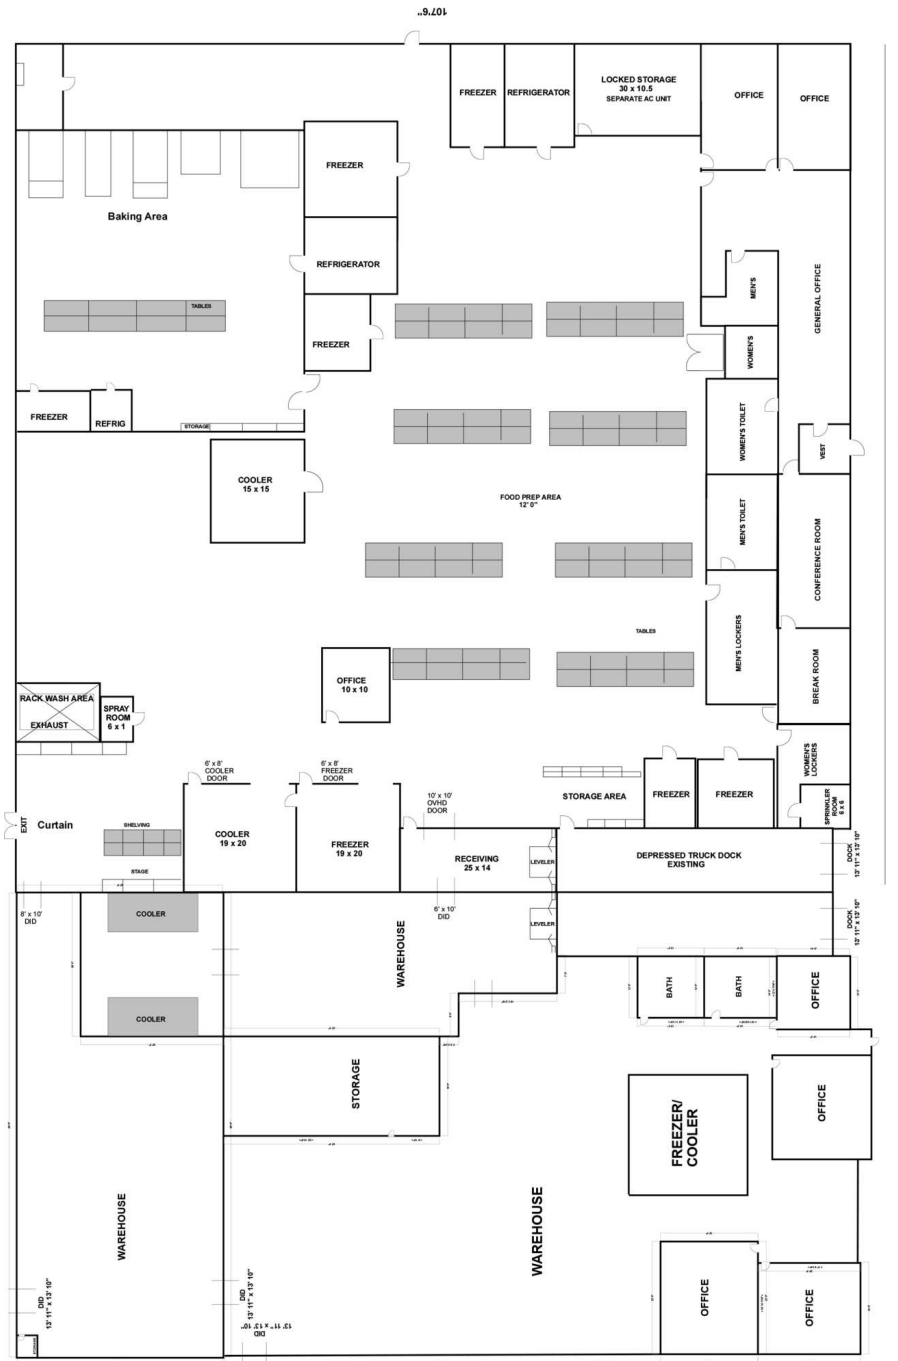 107'6"
FREEZER
REFRIGERATOR
LOCKED STORAGE
30 x 10.5
SEPARATE AC UNIT
OFFICE
OFFICE
FREEZER
Baking Area
REFRIGERATOR
MEN'S
GENERAL OFFICE
TABLES
FREEZER
WOMEN'S
FREEZER
REFRIG
STORAGE
WOMEN'S TOILET
VEST
COOLER
15 x 15
FOOD PREP AREA
12' 0"
MEN'S TOILET
CONFERENCE ROOM
TABLES
MEN'S LOCKERS
BREAK ROOM
OFFICE
10 x 10
RACK WASH AREA
EXHAUST
SPRAY
ROOM
6 x 1
WOMEN'S
LOCKERS
6' x 8'
COOLER
DOOR
6' x 8'
FREEZER
DOOR
10' x 10'
OVHD
DOOR
STORAGE AREA
FREEZER
FREEZER
SPRINKLER
ROOM
6 x 6
EXIT
Curtain
SHELVING
COOLER
19 x 20
FREEZER
19 x 20
RECEIVING
25 x 14
LEVELER
DEPRESSED TRUCK DOCK
EXISTING
DOCK
13' 11" x 13' 10"
STAGE
8' x 10'
DID
COOLER
6' x 10'
DID
LEVELER
DOCK
13' 11" x 13' 10"
WAREHOUSE
BATH
BATH
OFFICE
COOLER
STORAGE
FREEZER/
COOLER
OFFICE
WAREHOUSE
WAREHOUSE
DID
13' 11" x 13' 10"
DID
13' 11" x 13' 10"
13' 11" x 13' 10"
DID
OFFICE
OFFICE
STORAGE